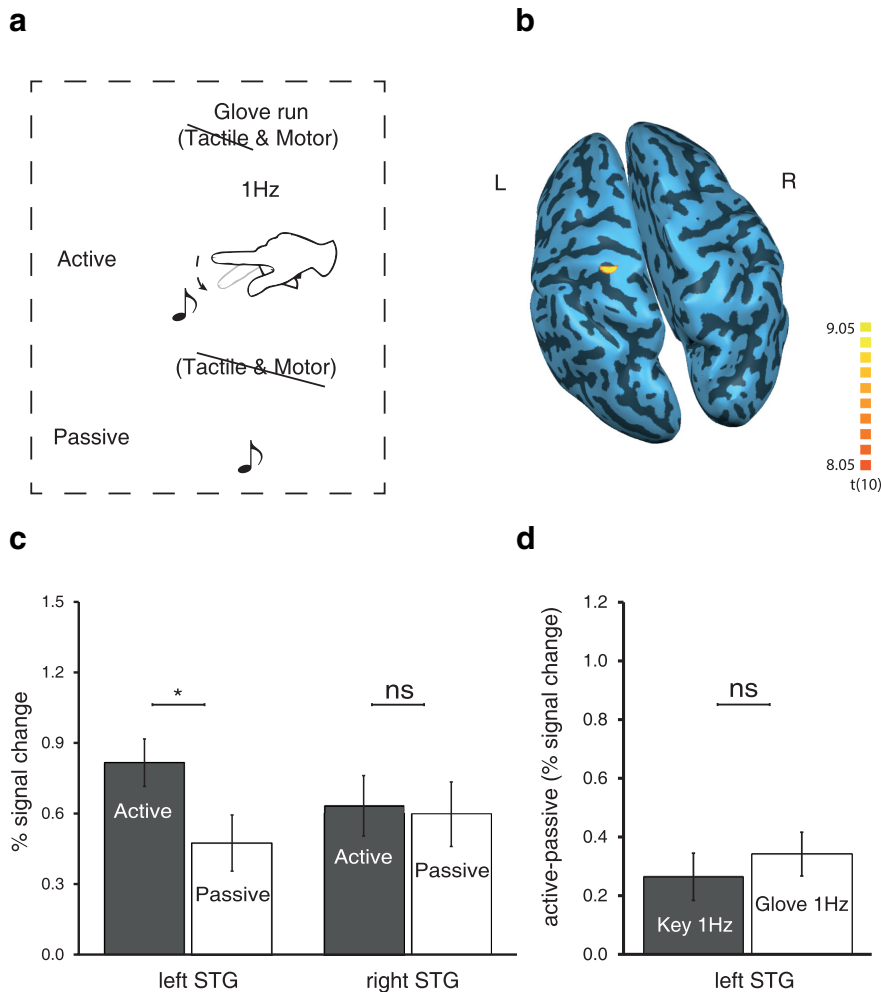 a
Glove run
(Tactile & Motor)
1Hz
Active
(Tactile & Motor)
Passive
b
L
R
9.05
8.05
t(10)
c
% signal change
1.5
1.2
0.9
0.6
0.3
0.0
*
ns
Active
Passive
Active
Passive
left STG
right STG
d
active-passive (% signal change)
1.2
1.0
0.8
0.6
0.4
0.2
0.0
ns
Key 1Hz
Glove 1Hz
left STG